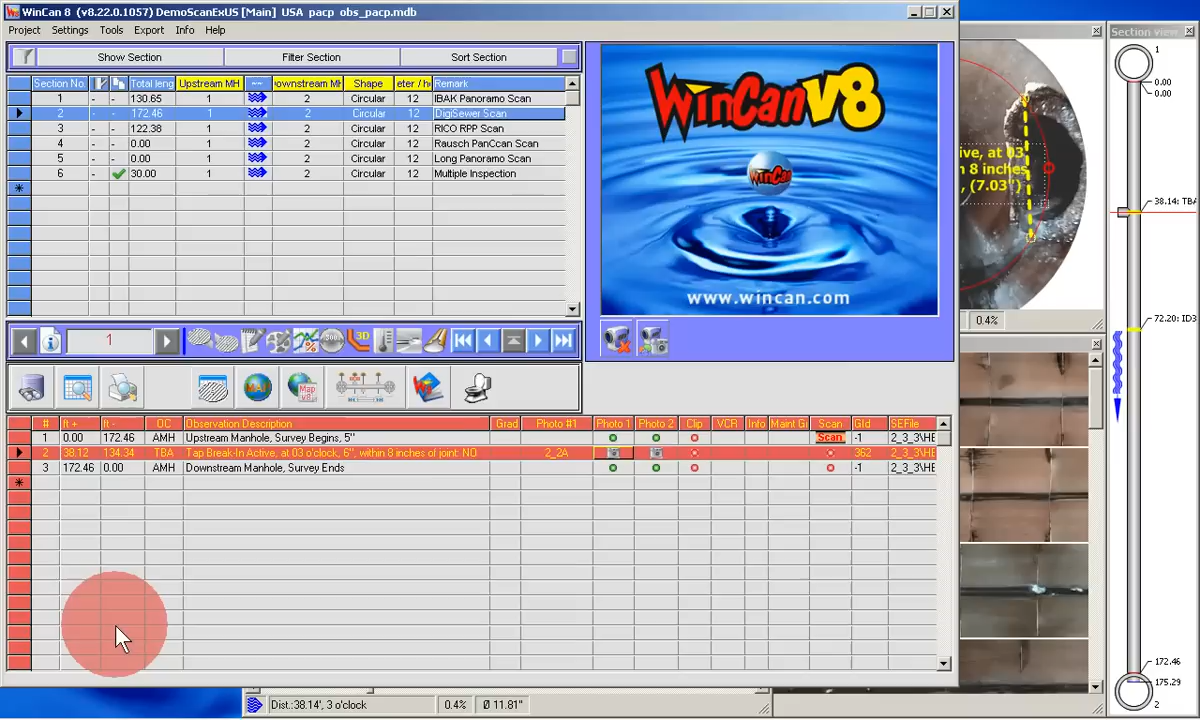 WinCan 8 (v8.22.0.1057) DemoScanExUS [Main] USA pacp obs_pacp.mdb
Project Settings Tools Export Info Help
Show Section Filter Section Sort Section
Section No. Total leng Upstream MH ~~ ownstream MH Shape eter / he Remark
1 - - 130.65 1 2 Circular 12 IBAK Panoramo Scan
2 - - 172.46 1 2 Circular 12 DigiSewer Scan
3 - - 122.38 1 2 Circular 12 RICO RPP Scan
4 - - 0.00 1 2 Circular 12 Rausch PanCcan Scan
5 - - 0.00 1 2 Circular 12 Long Panoramo Scan
6 - 30.00 1 2 Circular 12 Multiple Inspection
WinCan V8
WinCan
www.wincan.com
1
3D
MAP
Map v8
# ft + ft - OC Observation Description Grad Photo #1 Photo 1 Photo 2 Clip VCR Info Maint Gr Scan GId SEFile
1 0.00 172.46 AMH Upstream Manhole, Survey Begins, 5" Scan -1 2_3_3\HE
2 38.12 134.34 TBA Tap Break-In Active, at 03 o'clock, 6", within 8 inches of joint: NO 2_2A 362 2_3_3\HE
3 172.46 0.00 AMH Downstream Manhole, Survey Ends -1 2_3_3\HE
Dist.:38.14', 3 o'clock 0.4% Ø 11.81"
ive, at 03
n 8 inches
, (7.03")
0.4%
Section view
1
0.00
0.00
38.14: TBA
72.20: ID3
172.46
175.29
2